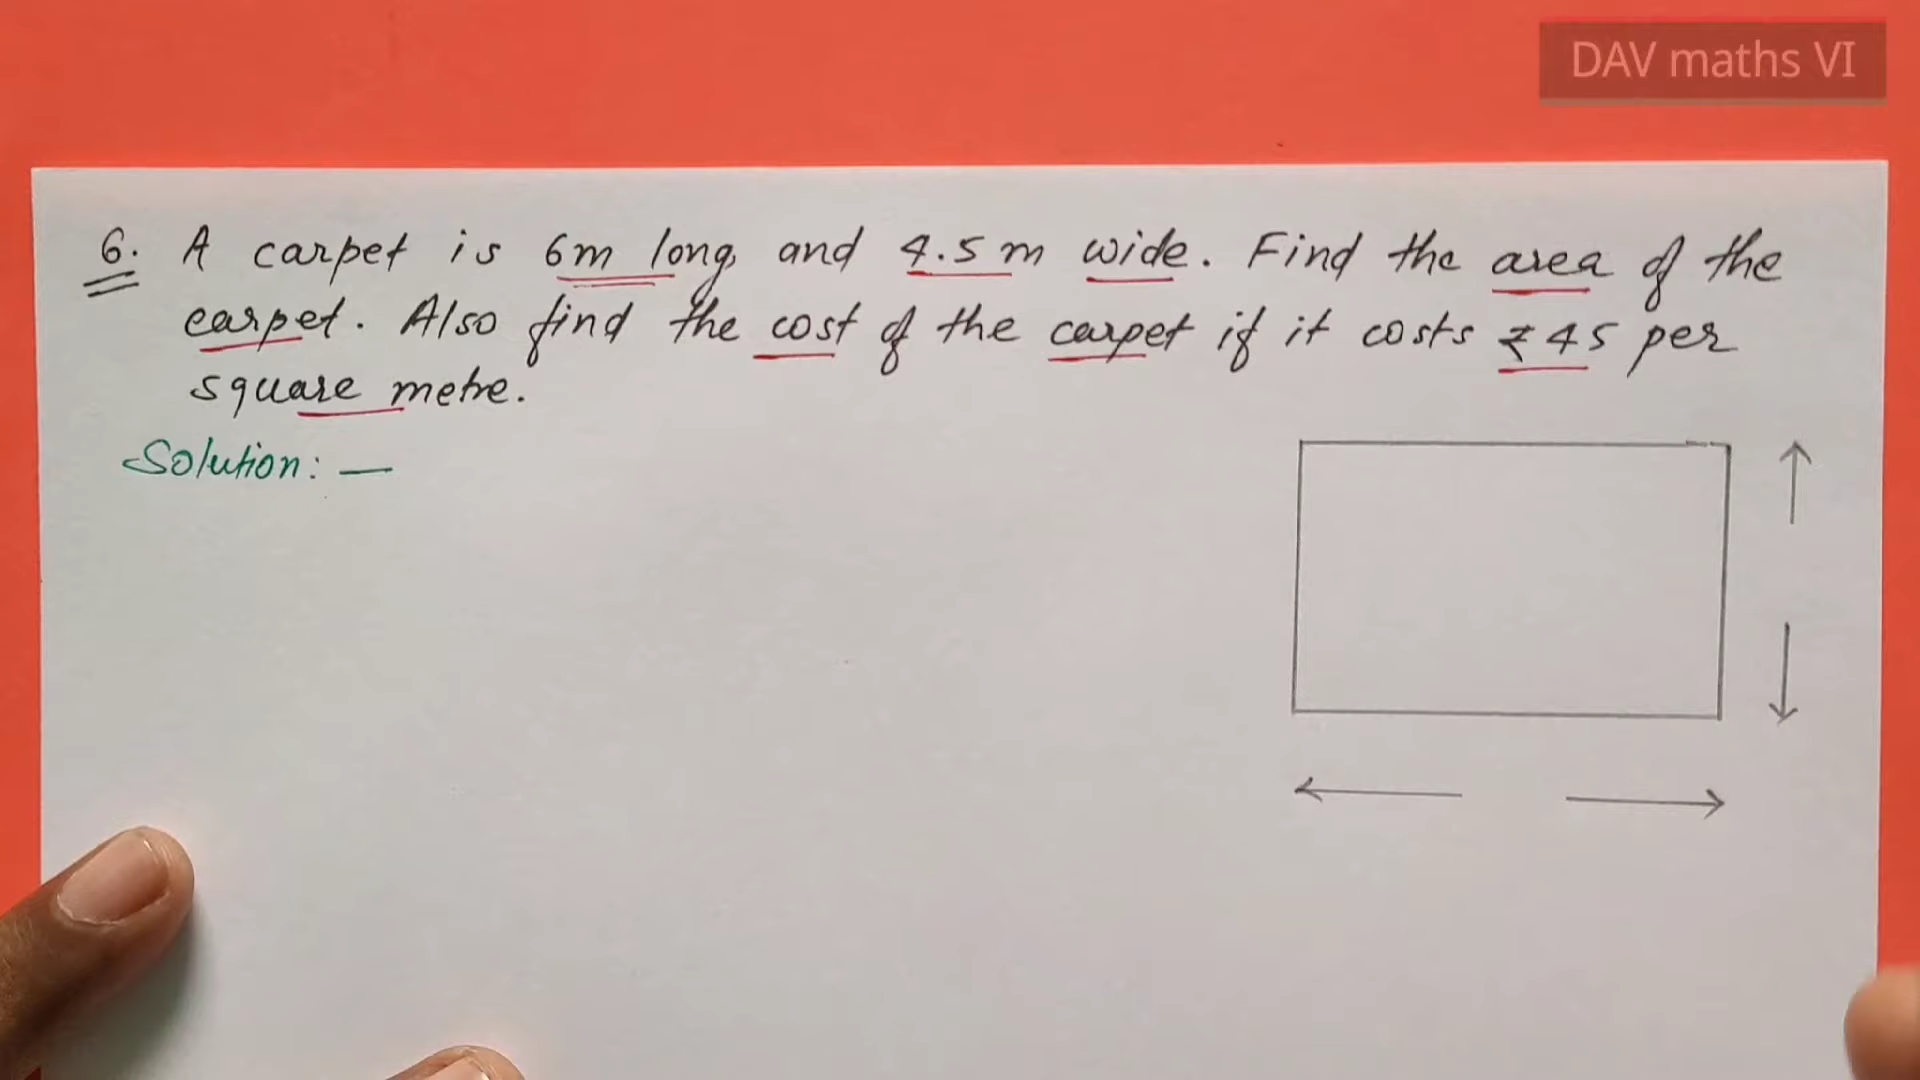 DAV maths VI
6. A carpet is 6m long and 4.5 m wide. Find the area of the
carpet. Also find the cost of the carpet if it costs ₹45 per
square metre.
Solution: —